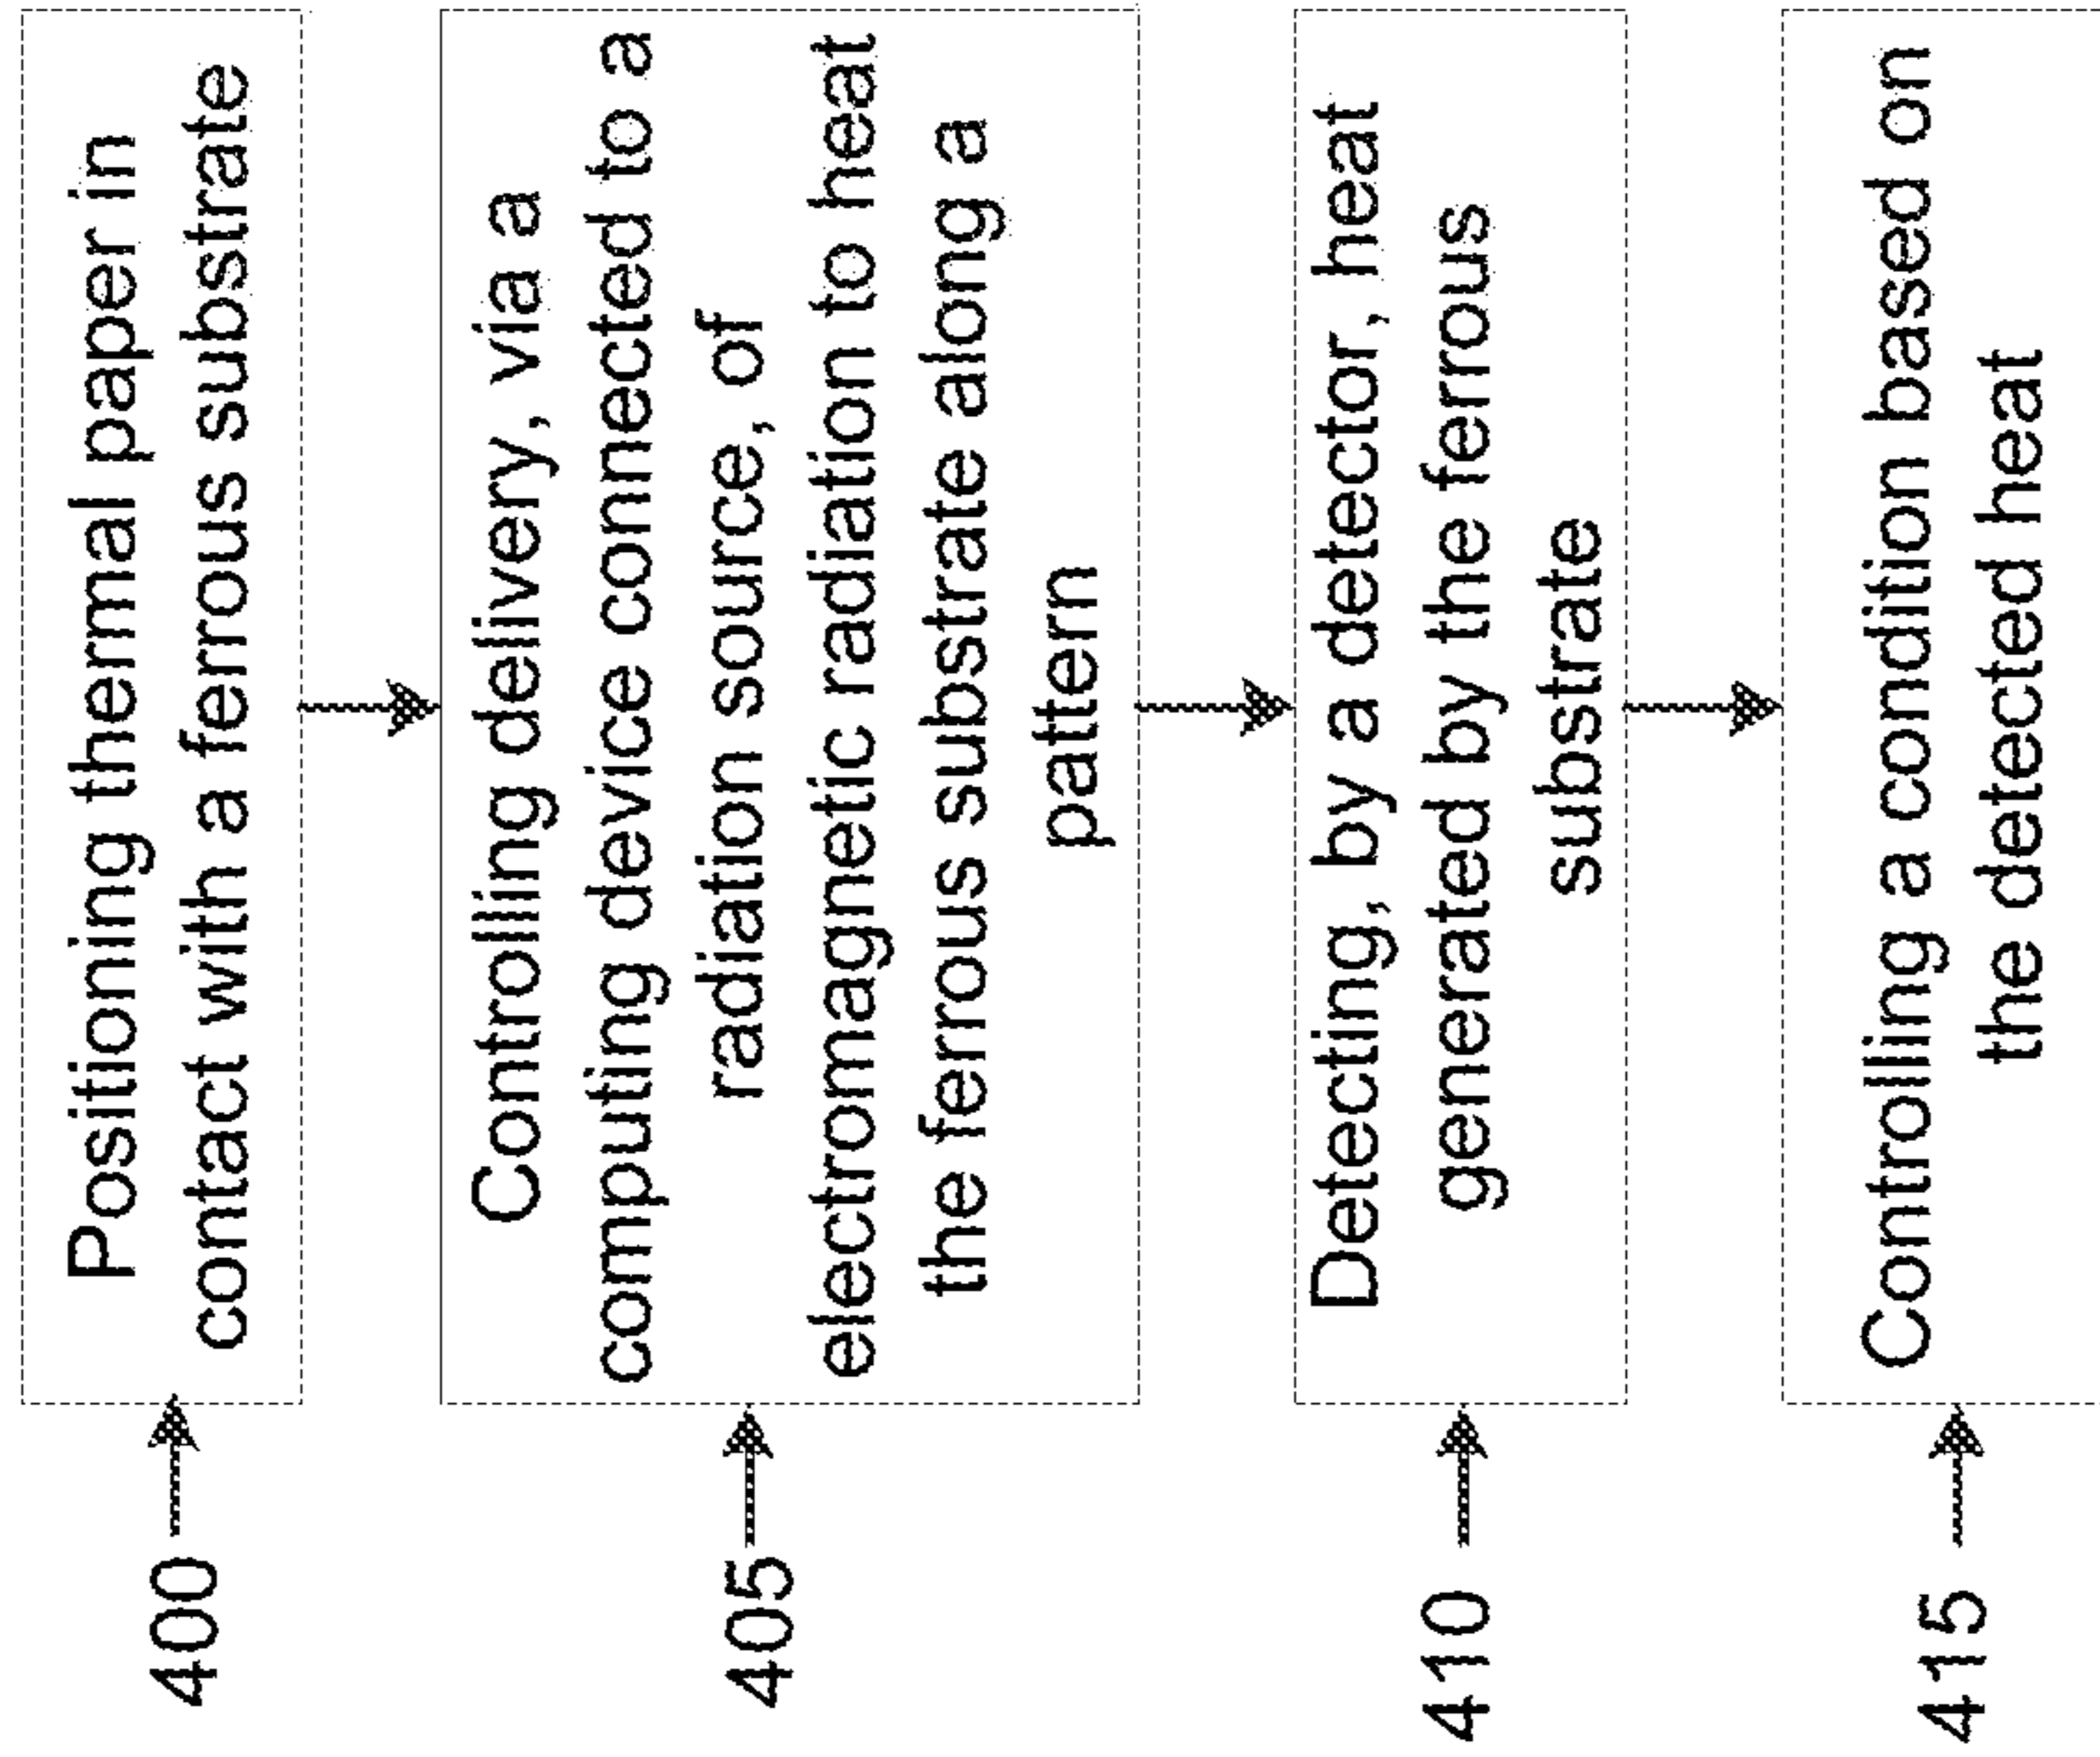 400
Positioning thermal paper in
contact with a ferrous substrate
405
Controlling delivery, via a
computing device connected to a
radiation source, of
electromagnetic radiation to heat
the ferrous substrate along a
pattern
410
Detecting, by a detector, heat
generated by the ferrous
substrate
415
Controlling a condition based on
the detected heat